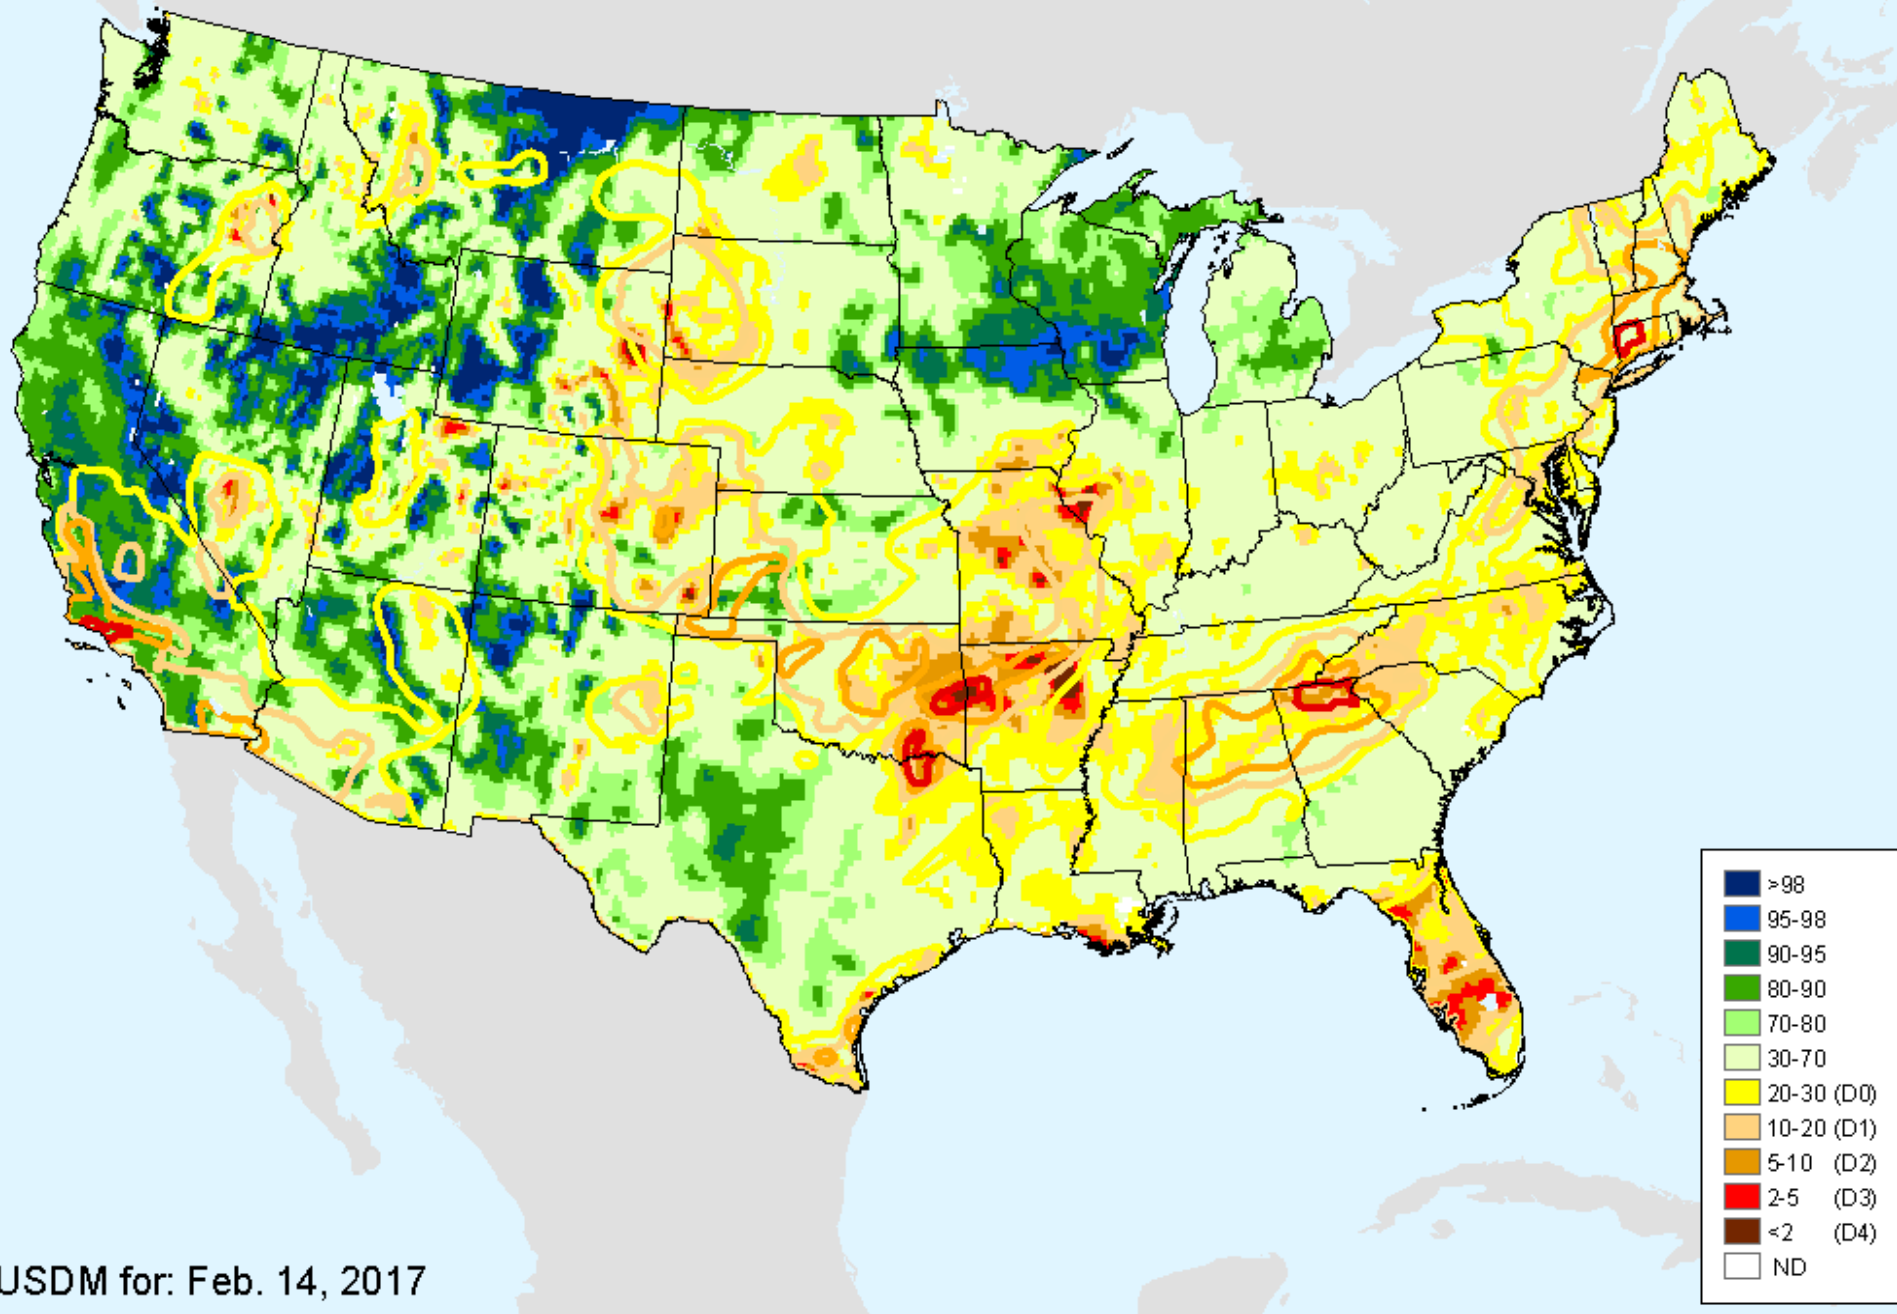 >98
95-98
90-95
80-90
70-80
30-70
20-30 (D0)
10-20 (D1)
5-10 (D2)
2-5 (D3)
<2 (D4)
ND
USDM for: Feb. 14, 2017